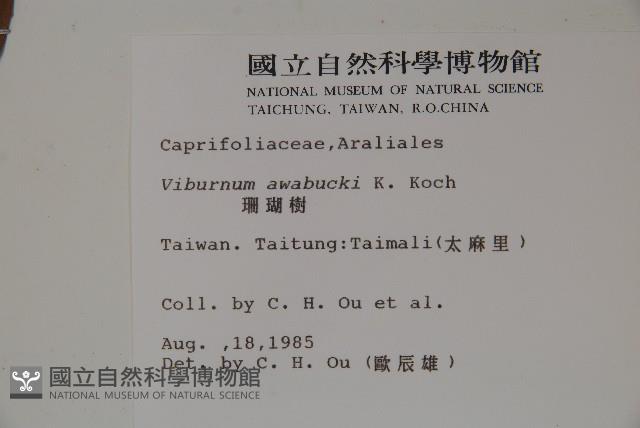 國立自然科學博物館
NATIONAL MUSEUM OF NATURAL SCIENCE
TAICHUNG, TAIWAN, R.O.CHINA
Caprifoliaceae,Araliales
Viburnum awabucki K. Koch
珊瑚樹
Taiwan. Taitung:Taimali(太麻里)
Coll. by C. H. Ou et al.
Aug. ,18,1985
Det. by C. H. Ou (歐辰雄)
國立自然科學博物館
NATIONAL MUSEUM OF NATURAL SCIENCE